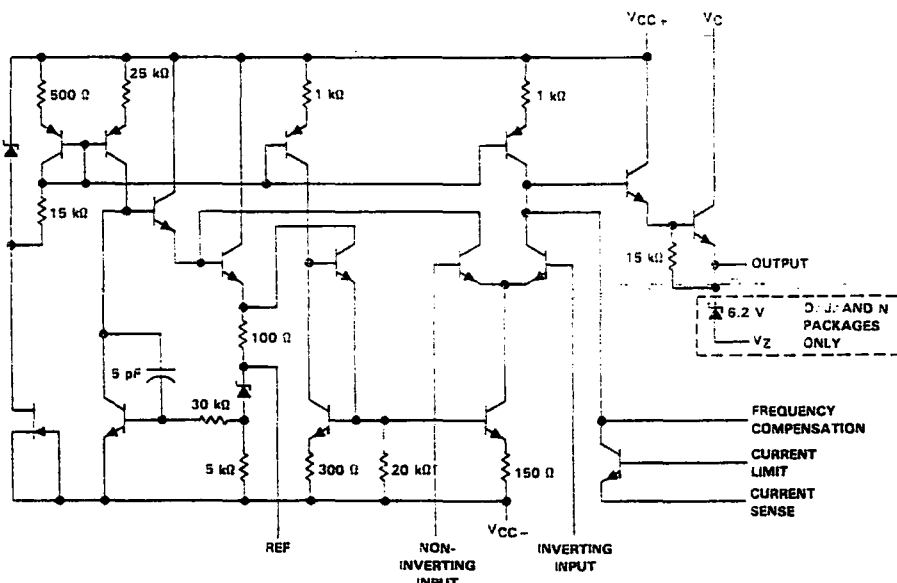 VCC+
VC
500 Ω
25 kΩ
1 kΩ
1 kΩ
15 kΩ
15 kΩ
OUTPUT
6.2 V
AND N
PACKAGES
ONLY
VZ
100 Ω
5 pF
30 kΩ
5 kΩ
300 Ω
20 kΩ
150 Ω
FREQUENCY
COMPENSATION
CURRENT
LIMIT
CURRENT
SENSE
VCC−
REF
NON-
INVERTING
INPUT
INVERTING
INPUT